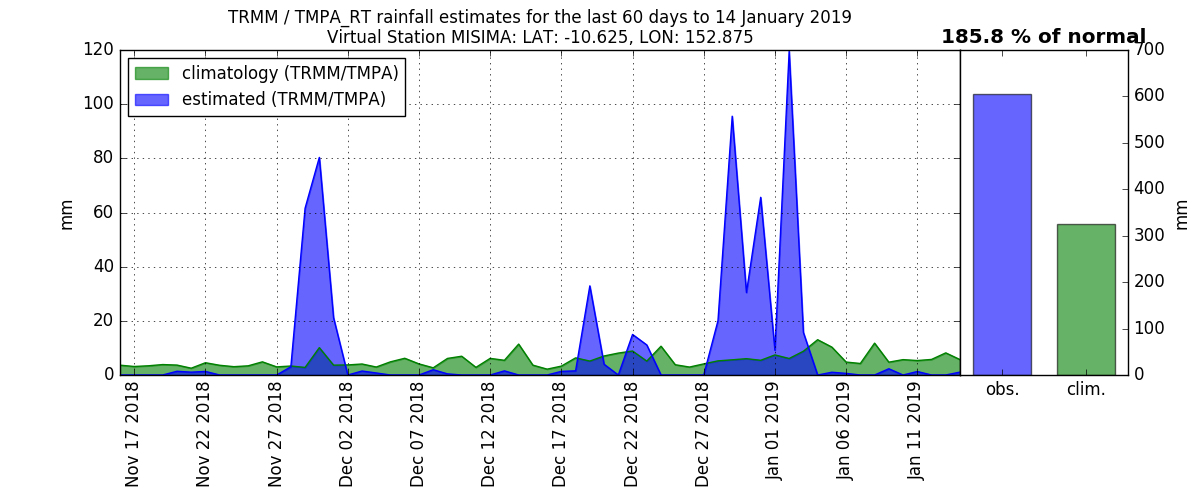 TRMM / TMPA_RT rainfall estimates for the last 60 days to 14 January 2019
Virtual Station MISIMA: LAT: -10.625, LON: 152.875
185.8 % of normal
climatology (TRMM/TMPA)
estimated (TRMM/TMPA)
mm
120
100
80
60
40
20
0
Nov 17 2018
Nov 22 2018
Nov 27 2018
Dec 02 2018
Dec 07 2018
Dec 12 2018
Dec 17 2018
Dec 22 2018
Dec 27 2018
Jan 01 2019
Jan 06 2019
Jan 11 2019
700
600
500
400
300
200
100
0
mm
obs.
clim.